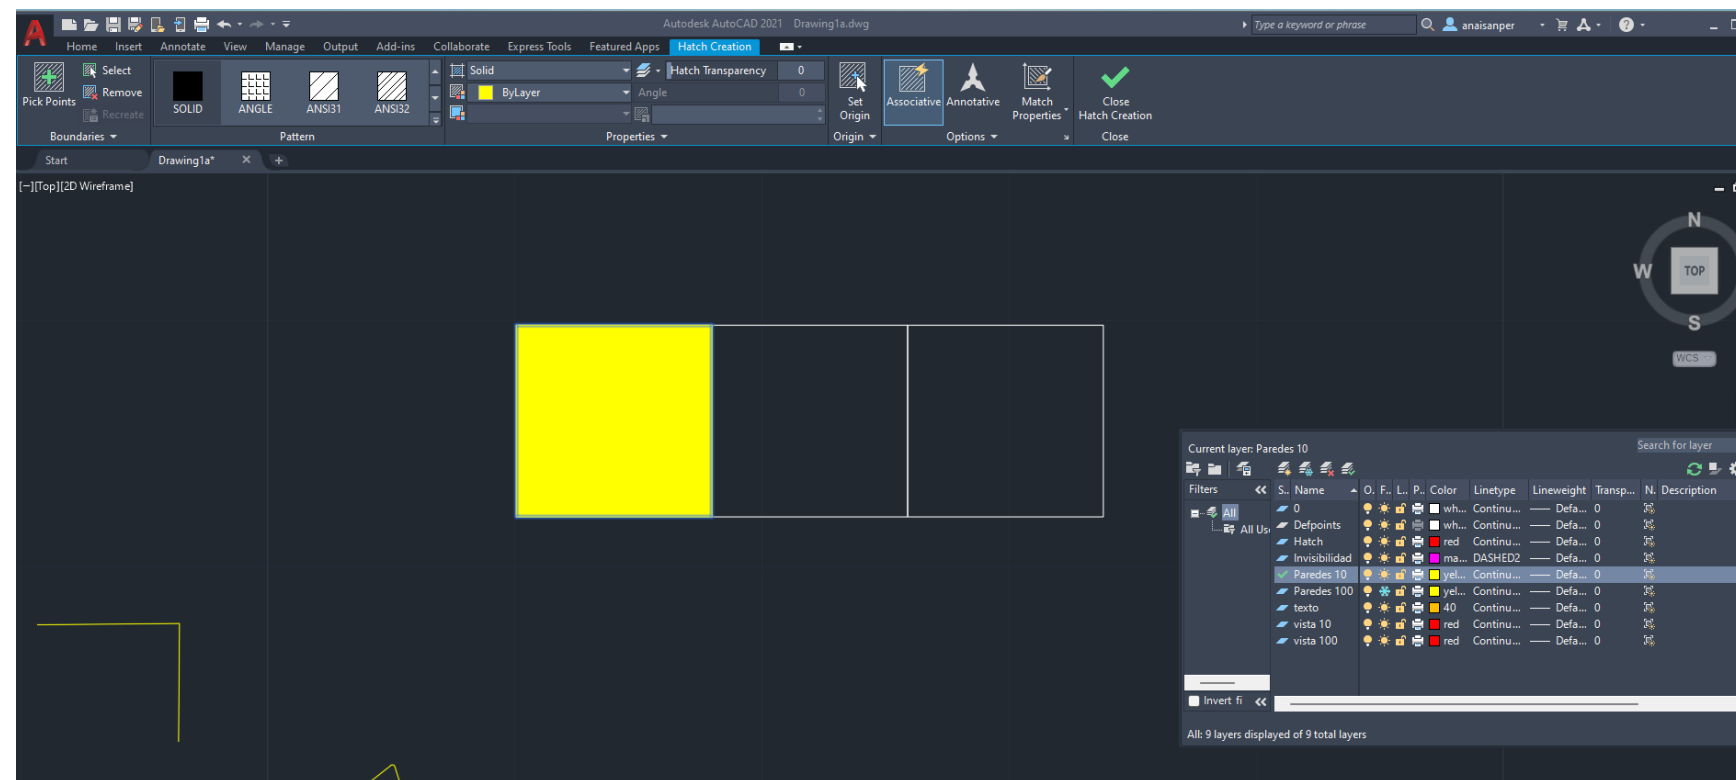 Autodesk AutoCAD 2021 Drawing1a.dwg
Type a keyword or phrase
anaisanper
Home Insert Annotate View Manage Output Add-ins Collaborate Express Tools Featured Apps Hatch Creation
Pick Points
Select
Remove
Recreate
Boundaries
SOLID ANGLE ANSI31 ANSI32
Pattern
Solid
ByLayer
Hatch Transparency 0
Angle 0
Properties
Set
Origin
Origin
Associative Annotative
Match
Properties
Options
Close
Hatch Creation
Close
Start Drawing1a* × +
[−][Top][2D Wireframe]
N
W TOP
S
WCS
Current layer: Paredes 10
Search for layer
Filters «
All
All Us
S.. Name O. F.. L.. P.. Color Linetype Lineweight Transp... N. Description
0 wh... Continu... Defa... 0
Defpoints wh... Continu... Defa... 0
Hatch red Continu... Defa... 0
Invisibilidad ma... DASHED2 Defa... 0
Paredes 10 yel... Continu... Defa... 0
Paredes 100 yel... Continu... Defa... 0
texto 40 Continu... Defa... 0
vista 10 red Continu... Defa... 0
vista 100 red Continu... Defa... 0
Invert fi «
All: 9 layers displayed of 9 total layers